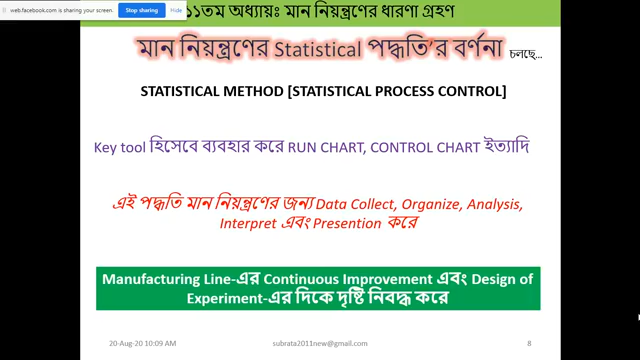 web.facebook.com is sharing your screen. Stop sharing Hide
১১তম অধ্যায়ঃ মান নিয়ন্ত্রণের ধারণা গ্রহণ
মান নিয়ন্ত্রণের Statistical পদ্ধতি’র বর্ণনা চলছে...
STATISTICAL METHOD [STATISTICAL PROCESS CONTROL]
Key tool হিসেবে ব্যবহার করে RUN CHART, CONTROL CHART ইত্যাদি
এই পদ্ধতি মান নিয়ন্ত্রণের জন্য Data Collect, Organize, Analysis,
Interpret এবং Presention করে
Manufacturing Line-এর Continuous Improvement এবং Design of
Experiment-এর দিকে দৃষ্টি নিবদ্ধ করে
20-Aug-20 10:09 AM subrata2011new@gmail.com 8